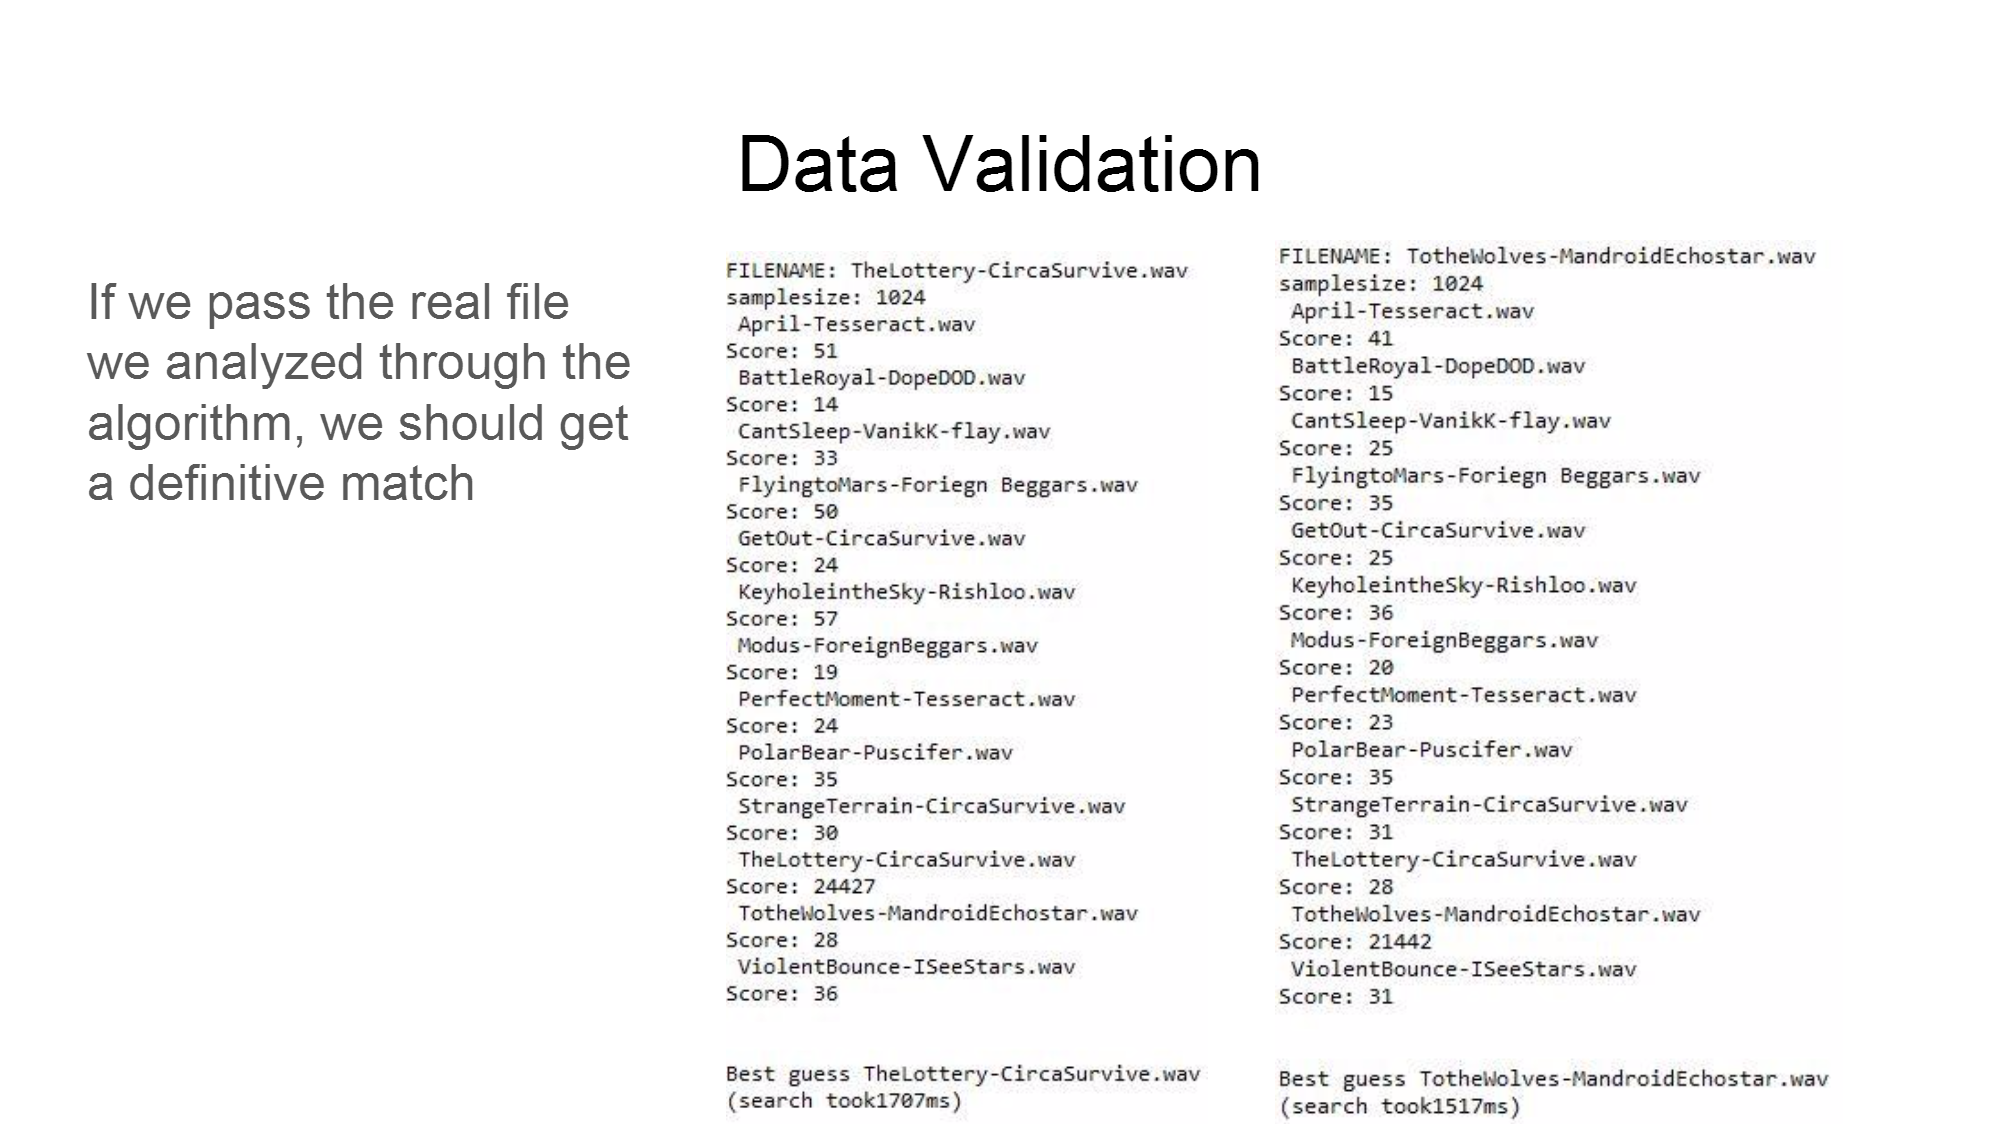 Data Validation
If we pass the real file
we analyzed through the
algorithm, we should get
a definitive match
FILENAME: TheLottery-CircaSurvive.wav
samplesize: 1024
April-Tesseract.wav
Score: 51
BattleRoyal-DopeDOD.wav
Score: 14
CantSleep-VanikK-flay.wav
Score: 33
FlyingtoMars-Foriegn Beggars.wav
Score: 50
GetOut-CircaSurvive.wav
Score: 24
KeyholeintheSky-Rishloo.wav
Score: 57
Modus-ForeignBeggars.wav
Score: 19
PerfectMoment-Tesseract.wav
Score: 24
PolarBear-Puscifer.wav
Score: 35
StrangeTerrain-CircaSurvive.wav
Score: 30
TheLottery-CircaSurvive.wav
Score: 24427
TotheWolves-MandroidEchostar.wav
Score: 28
ViolentBounce-ISeeStars.wav
Score: 36
Best guess TheLottery-CircaSurvive.wav
(search took1707ms)
FILENAME: TotheWolves-MandroidEchostar.wav
samplesize: 1024
April-Tesseract.wav
Score: 41
BattleRoyal-DopeDOD.wav
Score: 15
CantSleep-VanikK-flay.wav
Score: 25
FlyingtoMars-Foriegn Beggars.wav
Score: 35
GetOut-CircaSurvive.wav
Score: 25
KeyholeintheSky-Rishloo.wav
Score: 36
Modus-ForeignBeggars.wav
Score: 20
PerfectMoment-Tesseract.wav
Score: 23
PolarBear-Puscifer.wav
Score: 35
StrangeTerrain-CircaSurvive.wav
Score: 31
TheLottery-CircaSurvive.wav
Score: 28
TotheWolves-MandroidEchostar.wav
Score: 21442
ViolentBounce-ISeeStars.wav
Score: 31
Best guess TotheWolves-MandroidEchostar.wav
(search took1517ms)